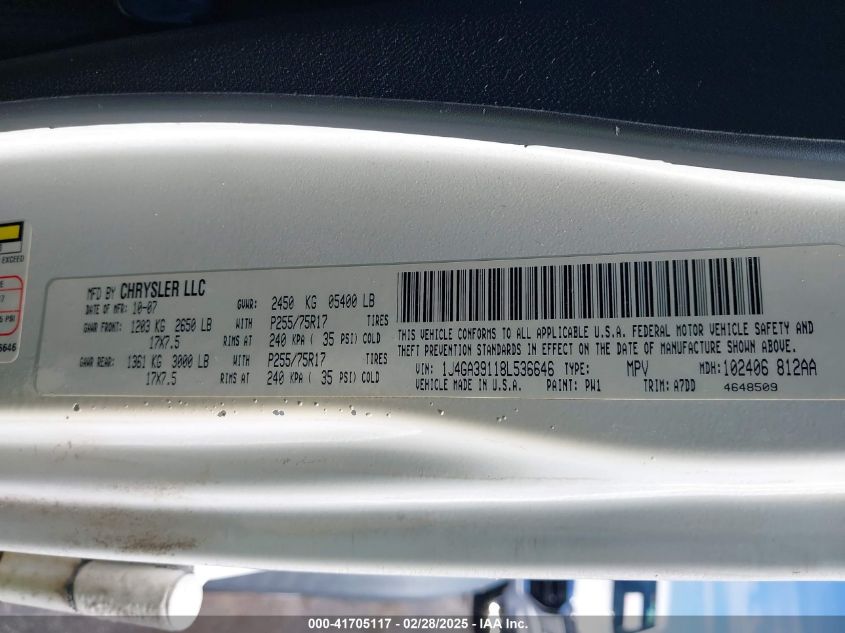 EXCEED
MFD BY CHRYSLER LLC
DATE OF MFR: 10-07
GVWR: 2450 KG 05400 LB
GAWR FRONT: 1203 KG 2650 LB WITH P255/75R17 TIRES
17X7.5 RIMS AT 240 KPA ( 35 PSI) COLD
GAWR REAR: 1361 KG 3000 LB WITH P255/75R17 TIRES
17X7.5 RIMS AT 240 KPA ( 35 PSI) COLD
THIS VEHICLE CONFORMS TO ALL APPLICABLE U.S.A. FEDERAL MOTOR VEHICLE SAFETY AND
THEFT PREVENTION STANDARDS IN EFFECT ON THE DATE OF MANUFACTURE SHOWN ABOVE.
VIN: 1J4GA39118L536646 TYPE: MPV MDH: 102406 812AA
VEHICLE MADE IN U.S.A. PAINT: PW1 TRIM: A7DD 4648509
000-41705117 - 02/28/2025 - IAA Inc.